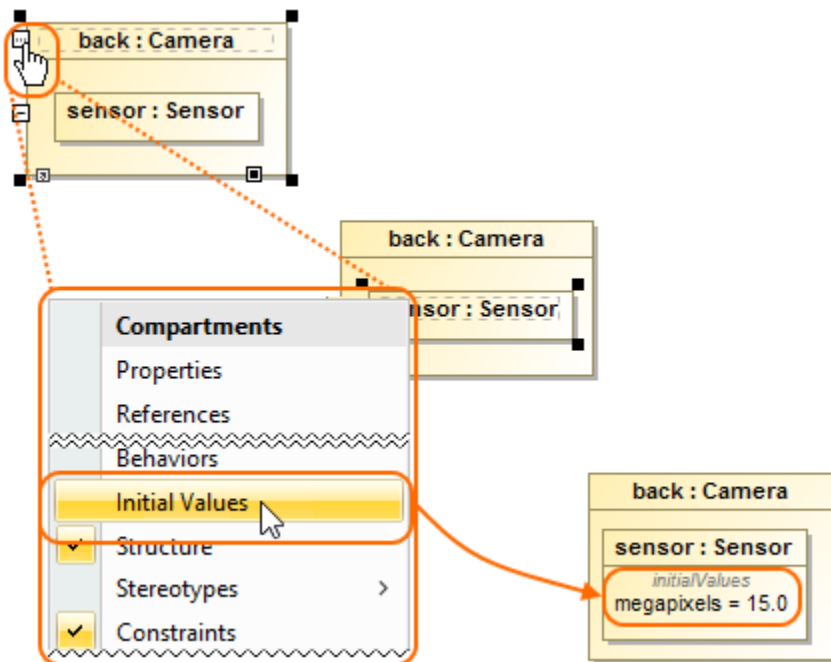 back : Camera
sensor : Sensor
back : Camera
nsor : Sensor
Compartments
Properties
References
Behaviors
Initial Values
Structure
Stereotypes
Constraints
back : Camera
sensor : Sensor
initialValues
megapixels = 15.0